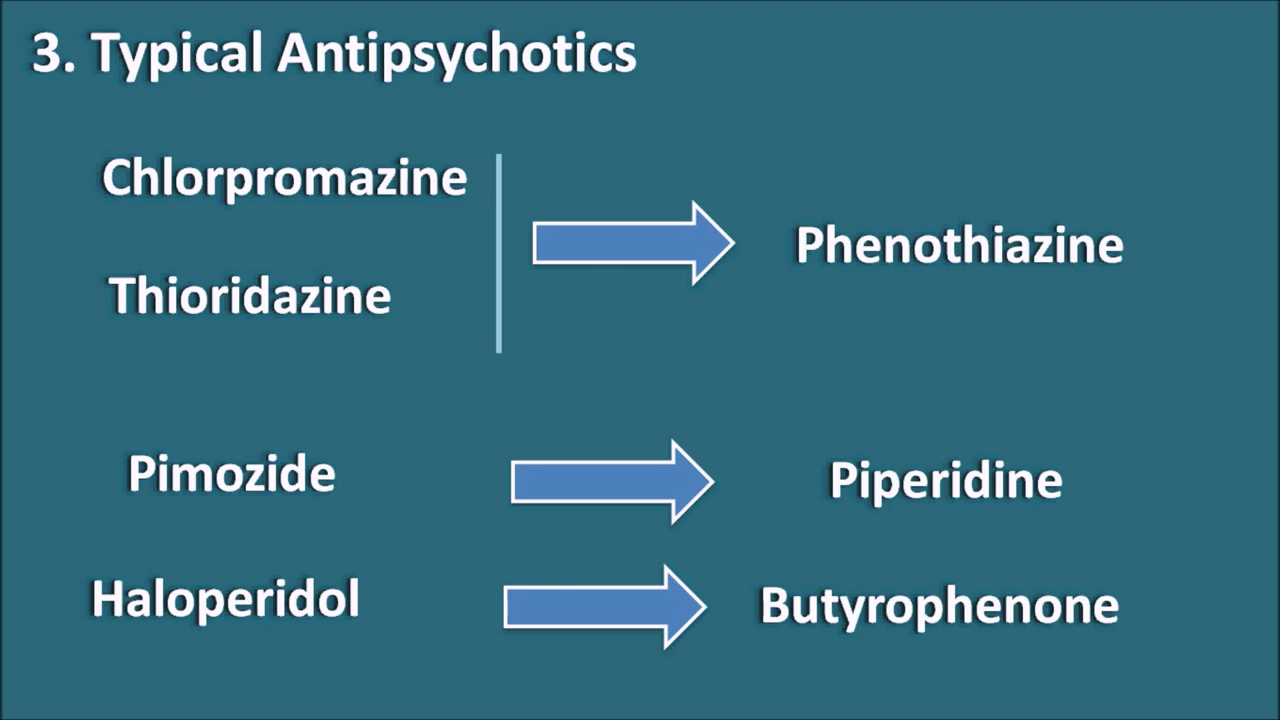 3. Typical Antipsychotics
Chlorpromazine
Thioridazine
Phenothiazine
Pimozide
Piperidine
Haloperidol
Butyrophenone